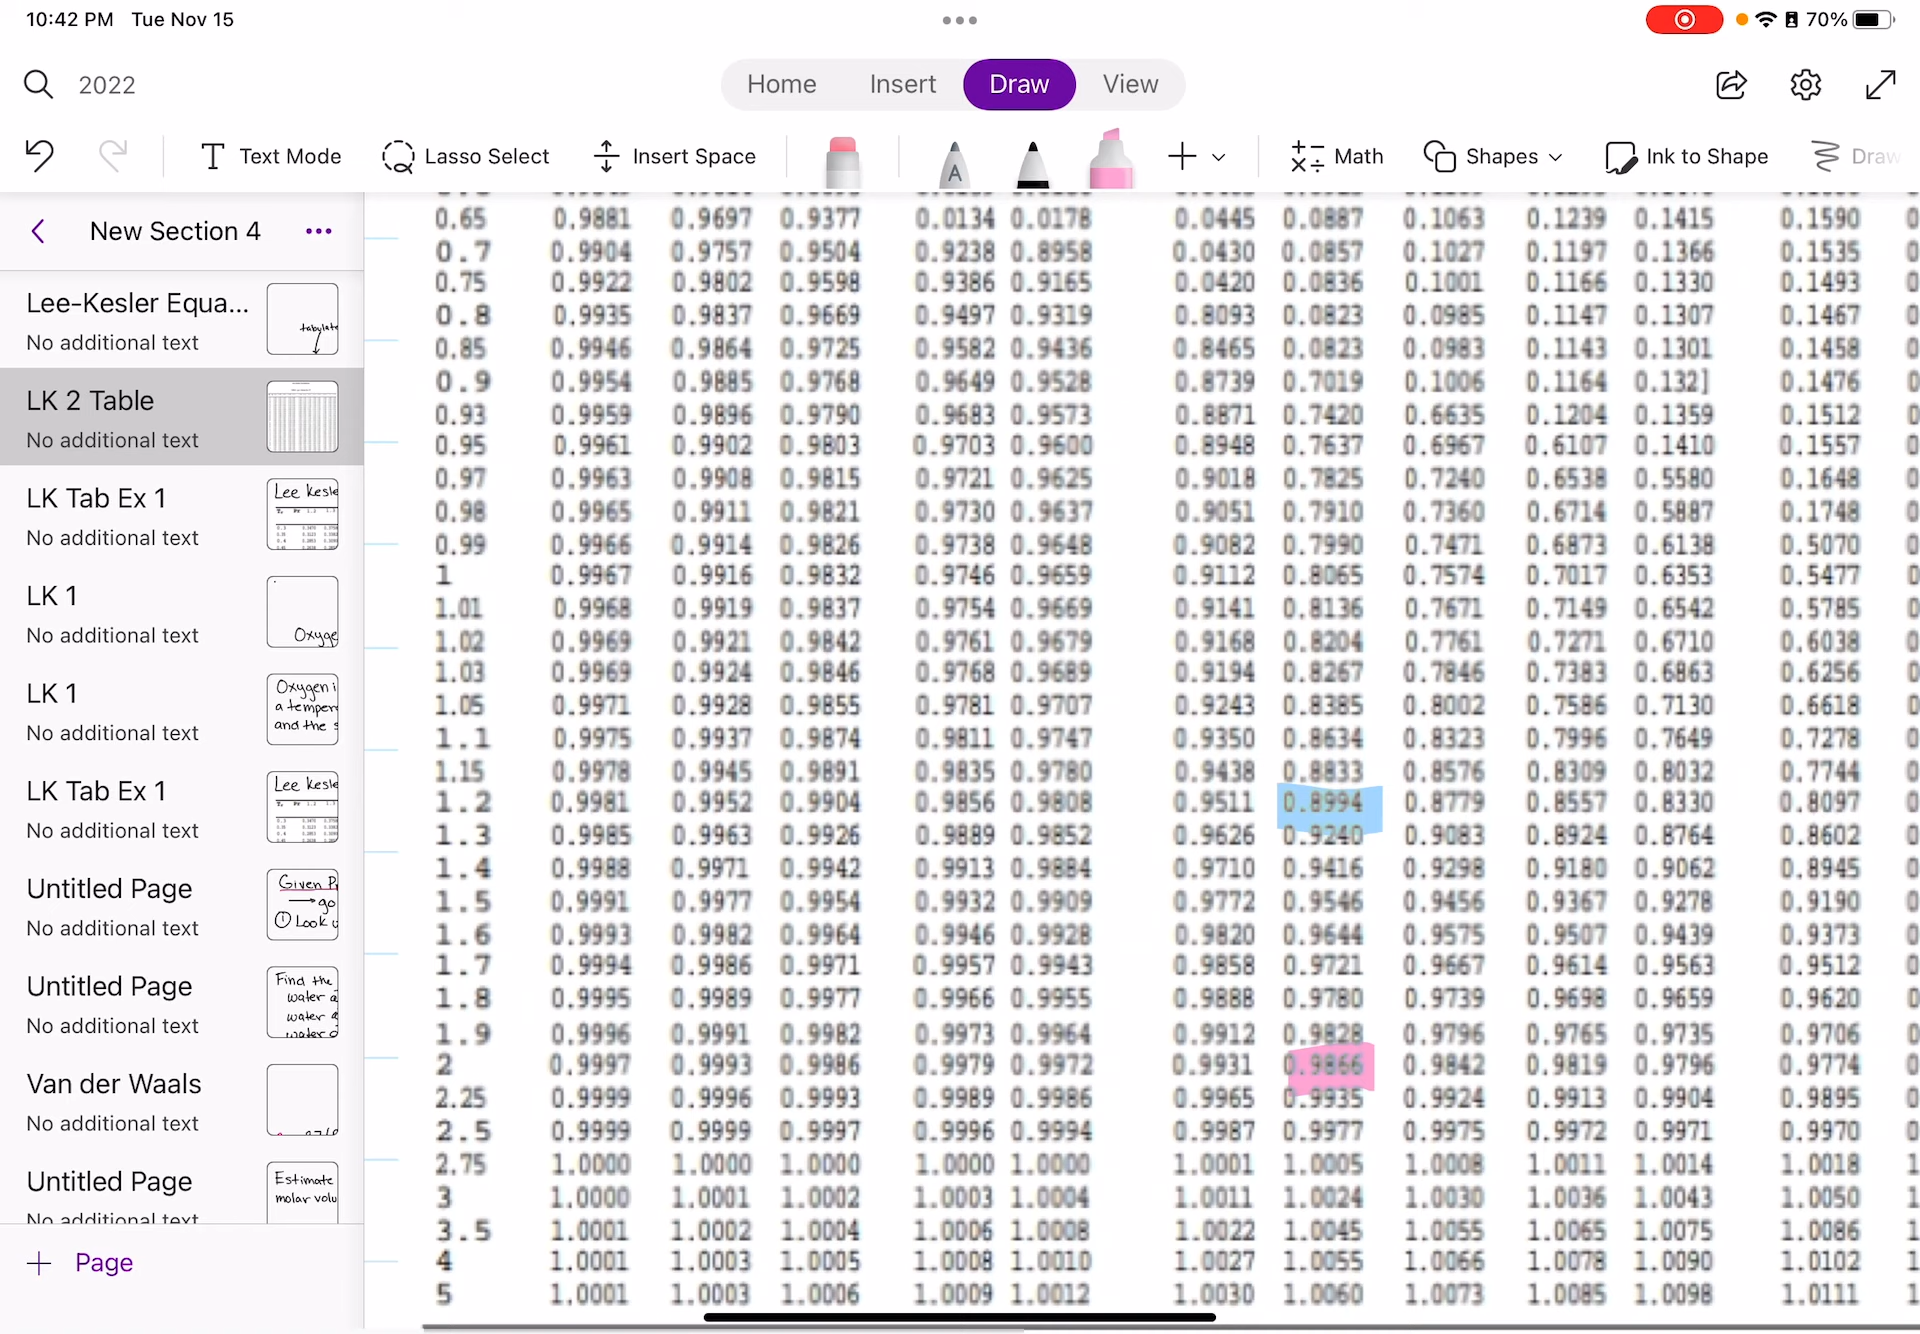 10:42 PM Tue Nov 15
70%
2022
Home Insert Draw View
Text Mode Lasso Select Insert Space A Math Shapes Ink to Shape Draw
New Section 4
Lee-Kesler Equa...
No additional text
tabulate
LK 2 Table
No additional text
LK Tab Ex 1
No additional text
Lee Kesle
LK 1
No additional text
Oxyge
LK 1
No additional text
Oxygen i
a temper
and the s
LK Tab Ex 1
No additional text
Lee Kesle
Untitled Page
No additional text
Given P
go
① Look u
Untitled Page
No additional text
Find the
water a
water a
water
Van der Waals
No additional text
Untitled Page
No additional text
Estimate
molar volu
Page
0.65 0.9881 0.9697 0.9377 0.0134 0.0178 0.0445 0.0887 0.1063 0.1239 0.1415 0.1590
0.7 0.9904 0.9757 0.9504 0.9238 0.8958 0.0430 0.0857 0.1027 0.1197 0.1366 0.1535
0.75 0.9922 0.9802 0.9598 0.9386 0.9165 0.0420 0.0836 0.1001 0.1166 0.1330 0.1493
0.8 0.9935 0.9837 0.9669 0.9497 0.9319 0.8093 0.0823 0.0985 0.1147 0.1307 0.1467
0.85 0.9946 0.9864 0.9725 0.9582 0.9436 0.8465 0.0823 0.0983 0.1143 0.1301 0.1458
0.9 0.9954 0.9885 0.9768 0.9649 0.9528 0.8739 0.7019 0.1006 0.1164 0.132] 0.1476
0.93 0.9959 0.9896 0.9790 0.9683 0.9573 0.8871 0.7420 0.6635 0.1204 0.1359 0.1512
0.95 0.9961 0.9902 0.9803 0.9703 0.9600 0.8948 0.7637 0.6967 0.6107 0.1410 0.1557
0.97 0.9963 0.9908 0.9815 0.9721 0.9625 0.9018 0.7825 0.7240 0.6538 0.5580 0.1648
0.98 0.9965 0.9911 0.9821 0.9730 0.9637 0.9051 0.7910 0.7360 0.6714 0.5887 0.1748
0.99 0.9966 0.9914 0.9826 0.9738 0.9648 0.9082 0.7990 0.7471 0.6873 0.6138 0.5070
1 0.9967 0.9916 0.9832 0.9746 0.9659 0.9112 0.8065 0.7574 0.7017 0.6353 0.5477
1.01 0.9968 0.9919 0.9837 0.9754 0.9669 0.9141 0.8136 0.7671 0.7149 0.6542 0.5785
1.02 0.9969 0.9921 0.9842 0.9761 0.9679 0.9168 0.8204 0.7761 0.7271 0.6710 0.6038
1.03 0.9969 0.9924 0.9846 0.9768 0.9689 0.9194 0.8267 0.7846 0.7383 0.6863 0.6256
1.05 0.9971 0.9928 0.9855 0.9781 0.9707 0.9243 0.8385 0.8002 0.7586 0.7130 0.6618
1.1 0.9975 0.9937 0.9874 0.9811 0.9747 0.9350 0.8634 0.8323 0.7996 0.7649 0.7278
1.15 0.9978 0.9945 0.9891 0.9835 0.9780 0.9438 0.8833 0.8576 0.8309 0.8032 0.7744
1.2 0.9981 0.9952 0.9904 0.9856 0.9808 0.9511 0.8994 0.8779 0.8557 0.8330 0.8097
1.3 0.9985 0.9963 0.9926 0.9889 0.9852 0.9626 0.9240 0.9083 0.8924 0.8764 0.8602
1.4 0.9988 0.9971 0.9942 0.9913 0.9884 0.9710 0.9416 0.9298 0.9180 0.9062 0.8945
1.5 0.9991 0.9977 0.9954 0.9932 0.9909 0.9772 0.9546 0.9456 0.9367 0.9278 0.9190
1.6 0.9993 0.9982 0.9964 0.9946 0.9928 0.9820 0.9644 0.9575 0.9507 0.9439 0.9373
1.7 0.9994 0.9986 0.9971 0.9957 0.9943 0.9858 0.9721 0.9667 0.9614 0.9563 0.9512
1.8 0.9995 0.9989 0.9977 0.9966 0.9955 0.9888 0.9780 0.9739 0.9698 0.9659 0.9620
1.9 0.9996 0.9991 0.9982 0.9973 0.9964 0.9912 0.9828 0.9796 0.9765 0.9735 0.9706
2 0.9997 0.9993 0.9986 0.9979 0.9972 0.9931 0.9866 0.9842 0.9819 0.9796 0.9774
2.25 0.9999 0.9996 0.9993 0.9989 0.9986 0.9965 0.9935 0.9924 0.9913 0.9904 0.9895
2.5 0.9999 0.9999 0.9997 0.9996 0.9994 0.9987 0.9977 0.9975 0.9972 0.9971 0.9970
2.75 1.0000 1.0000 1.0000 1.0000 1.0000 1.0001 1.0005 1.0008 1.0011 1.0014 1.0018
3 1.0000 1.0001 1.0002 1.0003 1.0004 1.0011 1.0024 1.0030 1.0036 1.0043 1.0050
3.5 1.0001 1.0002 1.0004 1.0006 1.0008 1.0022 1.0045 1.0055 1.0065 1.0075 1.0086
4 1.0001 1.0003 1.0005 1.0008 1.0010 1.0027 1.0055 1.0066 1.0078 1.0090 1.0102
5 1.0001 1.0003 1.0006 1.0009 1.0012 1.0030 1.0060 1.0073 1.0085 1.0098 1.0111